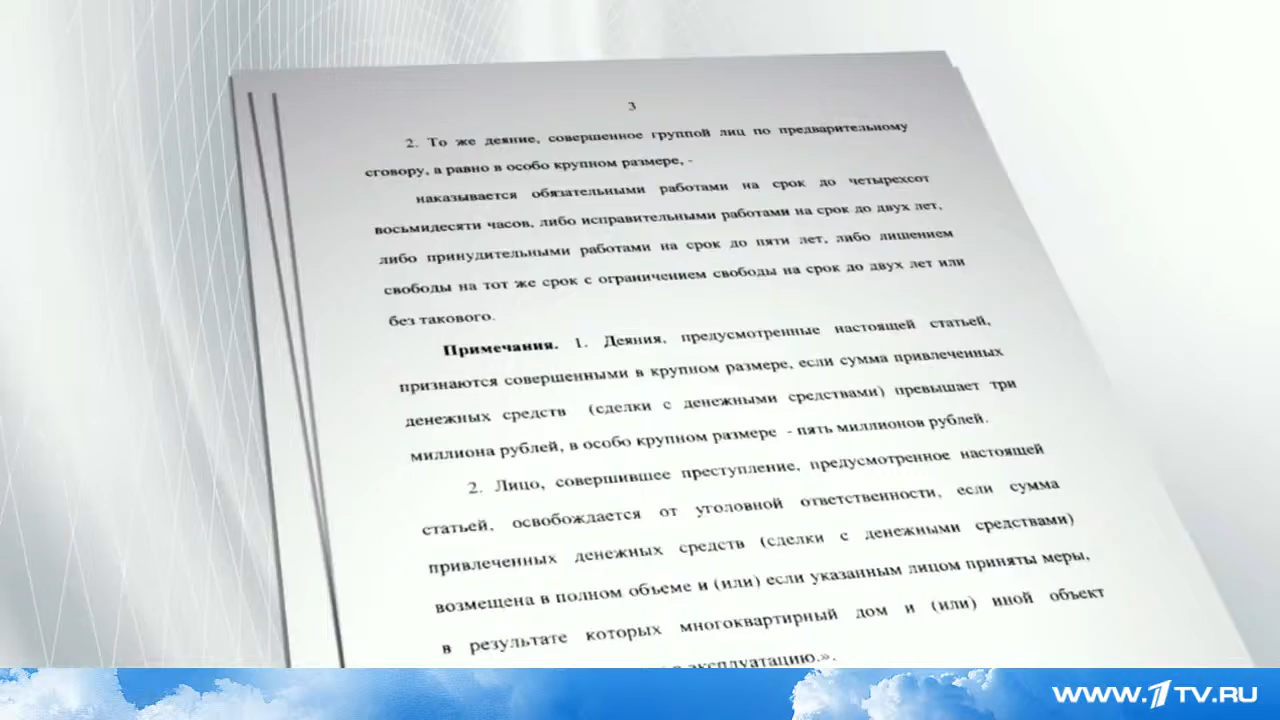 3
2. То же деяние, совершенное группой лиц по предварительному
сговору, а равно в особо крупном размере, -
наказывается обязательными работами на срок до четырехсот
восьмидесяти часов, либо исправительными работами на срок до двух лет,
либо принудительными работами на срок до пяти лет, либо лишением
свободы на тот же срок с ограничением свободы на срок до двух лет или
без такового.
Примечания. 1. Деяния, предусмотренные настоящей статьей,
признаются совершенными в крупном размере, если сумма привлеченных
денежных средств (сделки с денежными средствами) превышает три
миллиона рублей, в особо крупном размере - пять миллионов рублей.
2. Лицо, совершившее преступление, предусмотренное настоящей
статьей, освобождается от уголовной ответственности, если сумма
привлеченных денежных средств (сделки с денежными средствами)
возмещена в полном объеме и (или) если указанным лицом приняты меры,
в результате которых многоквартирный дом и (или) иной объект
эксплуатацию.».
WWW.1TV.RU